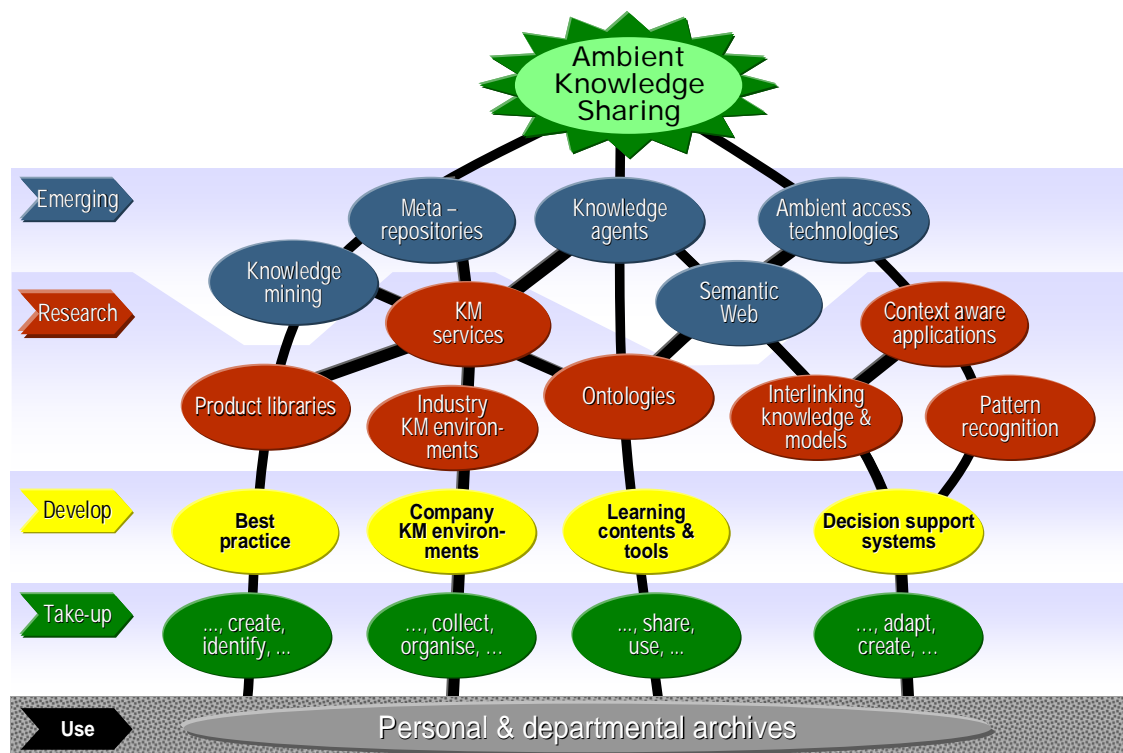 Ambient
Knowledge
Sharing
Emerging
Meta –
repositories
Knowledge
agents
Ambient access
technologies
Knowledge
mining
Semantic
Web
Research
KM
services
Context aware
applications
Product libraries
Industry
KM environ-
ments
Ontologies
Interlinking
knowledge &
models
Pattern
recognition
Develop
Best
practice
Company
KM environ-
ments
Learning
contents &
tools
Decision support
systems
Take-up
..., create,
identify, ...
..., collect,
organise, ...
..., share,
use, ...
..., adapt,
create, ...
Use
Personal & departmental archives